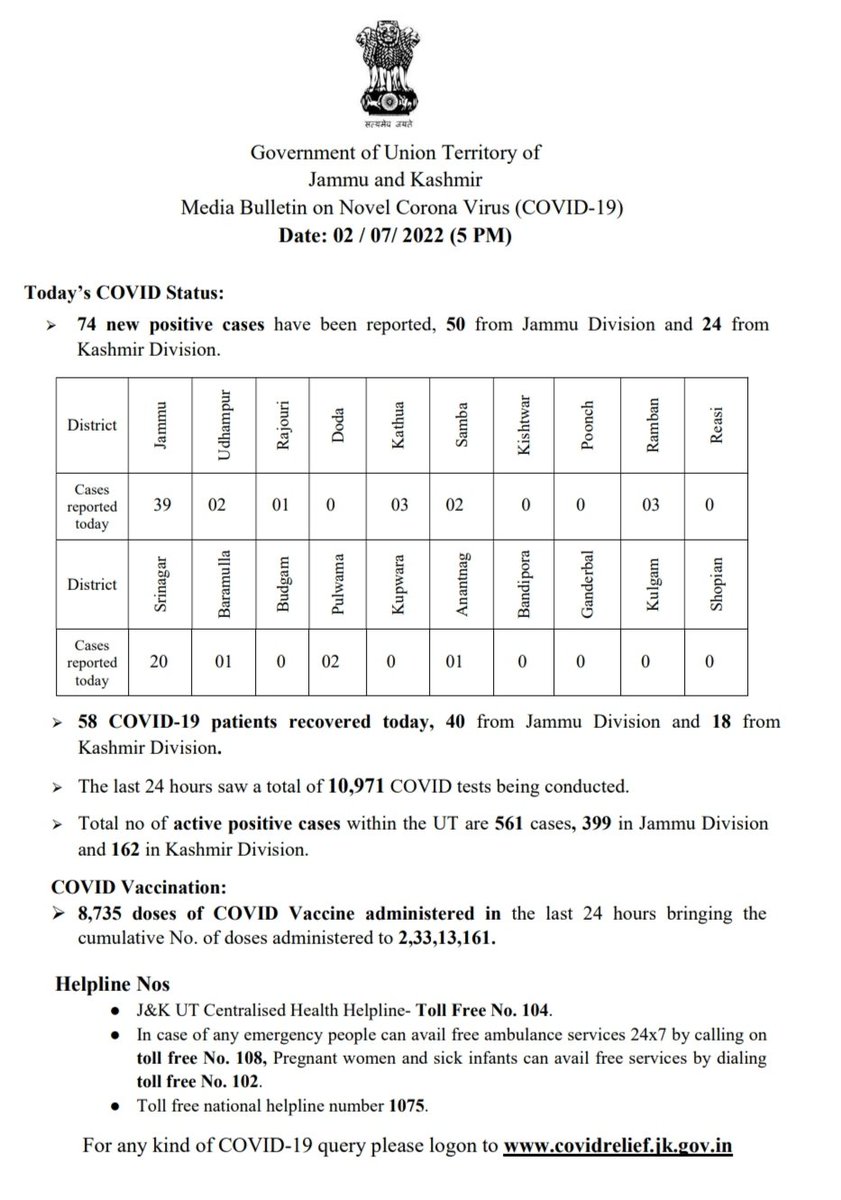 सत्यमेव जयते
Government of Union Territory of
Jammu and Kashmir
Media Bulletin on Novel Corona Virus (COVID-19)
Date: 02 / 07/ 2022 (5 PM)
Today’s COVID Status:
➢ 74 new positive cases have been reported, 50 from Jammu Division and 24 from
Kashmir Division.
District Jammu Udhampur Rajouri Doda Kathua Samba Kishtwar Poonch Ramban Reasi
Cases
reported
today
39 02 01 0 03 02 0 0 03 0
District Srinagar Baramulla Budgam Pulwama Kupwara Anantnag Bandipora Ganderbal Kulgam Shopian
Cases
reported
today
20 01 0 02 0 01 0 0 0 0
➢ 58 COVID-19 patients recovered today, 40 from Jammu Division and 18 from
Kashmir Division.
➢ The last 24 hours saw a total of 10,971 COVID tests being conducted.
➢ Total no of active positive cases within the UT are 561 cases, 399 in Jammu Division
and 162 in Kashmir Division.
COVID Vaccination:
➢ 8,735 doses of COVID Vaccine administered in the last 24 hours bringing the
cumulative No. of doses administered to 2,33,13,161.
Helpline Nos
● J&K UT Centralised Health Helpline- Toll Free No. 104.
● In case of any emergency people can avail free ambulance services 24x7 by calling on
toll free No. 108, Pregnant women and sick infants can avail free services by dialing
toll free No. 102.
● Toll free national helpline number 1075.
For any kind of COVID-19 query please logon to www.covidrelief.jk.gov.in